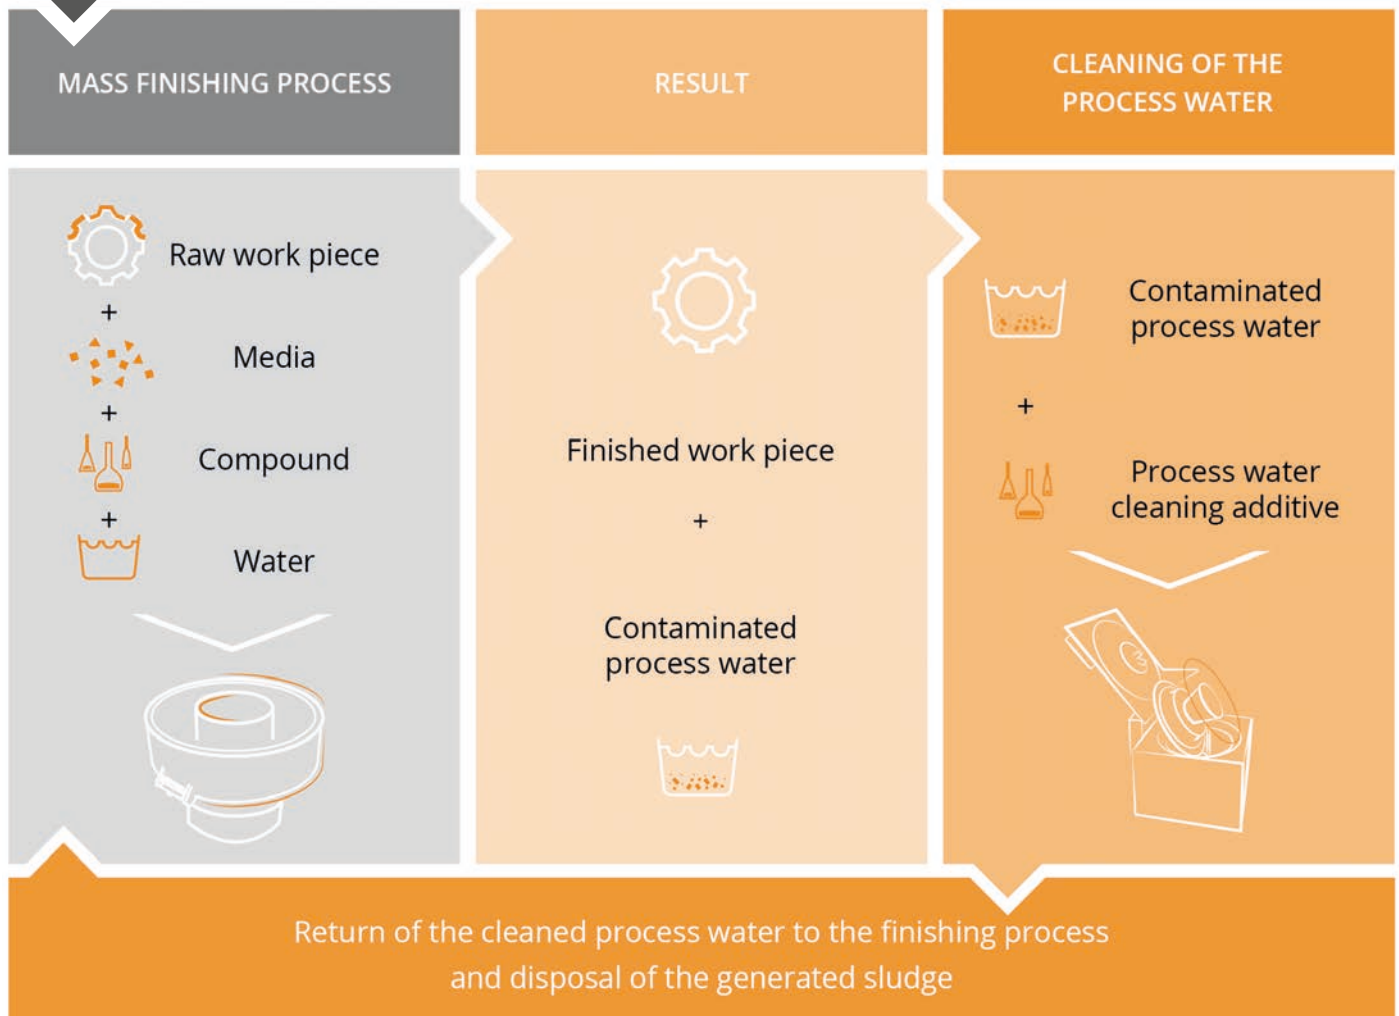 MASS FINISHING PROCESS
RESULT
CLEANING OF THE
PROCESS WATER
Raw work piece
+
Media
+
Compound
+
Water
Finished work piece
+
Contaminated
process water
Contaminated
process water
+
Process water
cleaning additive
Return of the cleaned process water to the finishing process
and disposal of the generated sludge